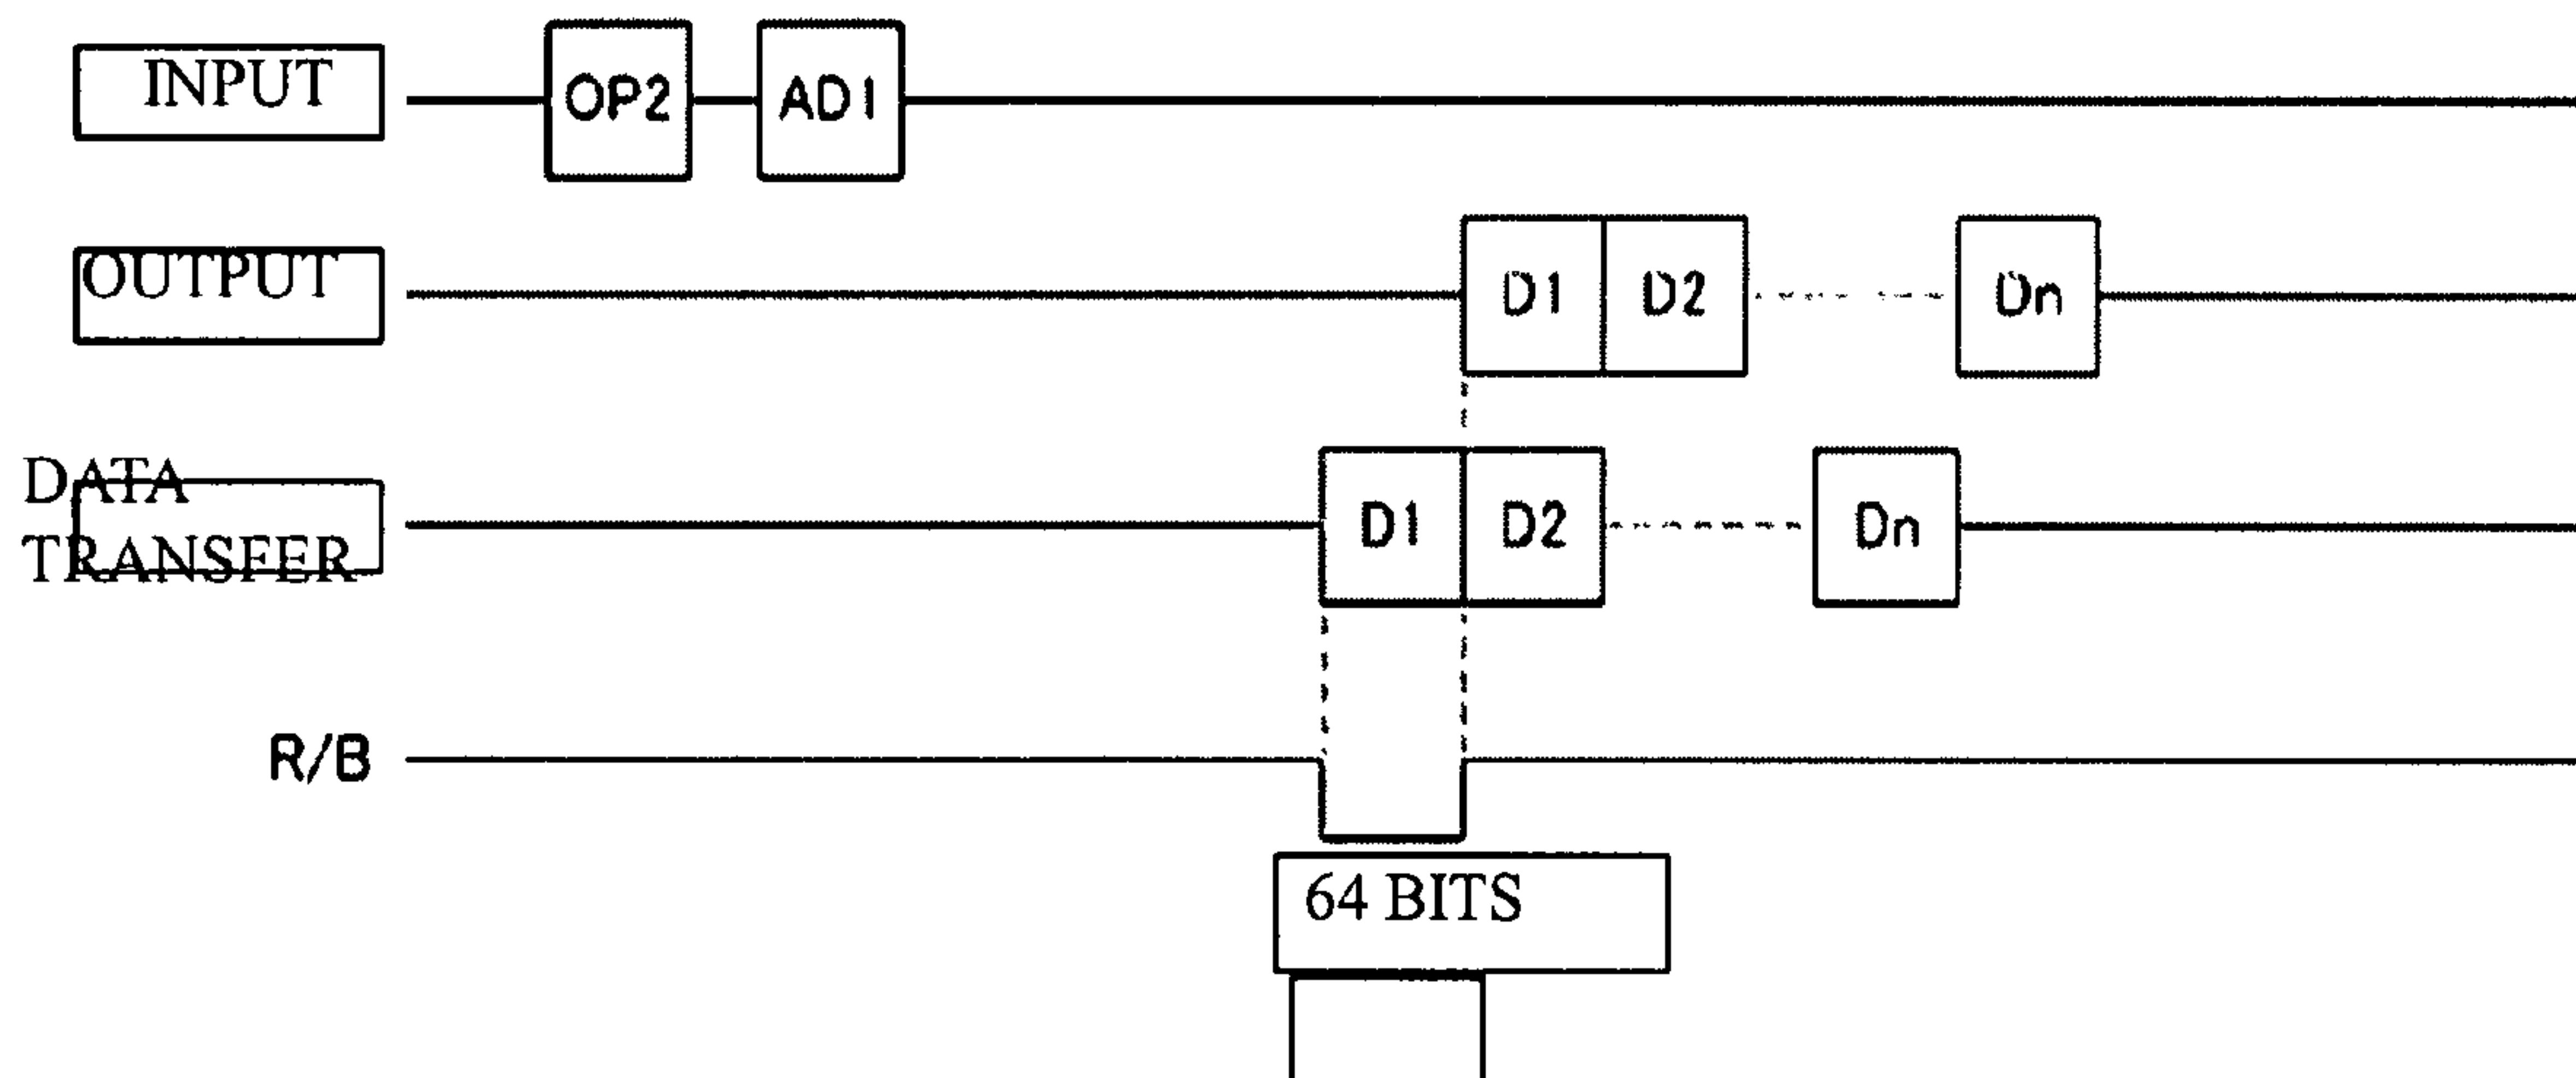 INPUT
OP2 AD1
OUTPUT
D1 D2 Dn
DATA
TRANSFER
D1 D2 Dn
R/B
64 BITS